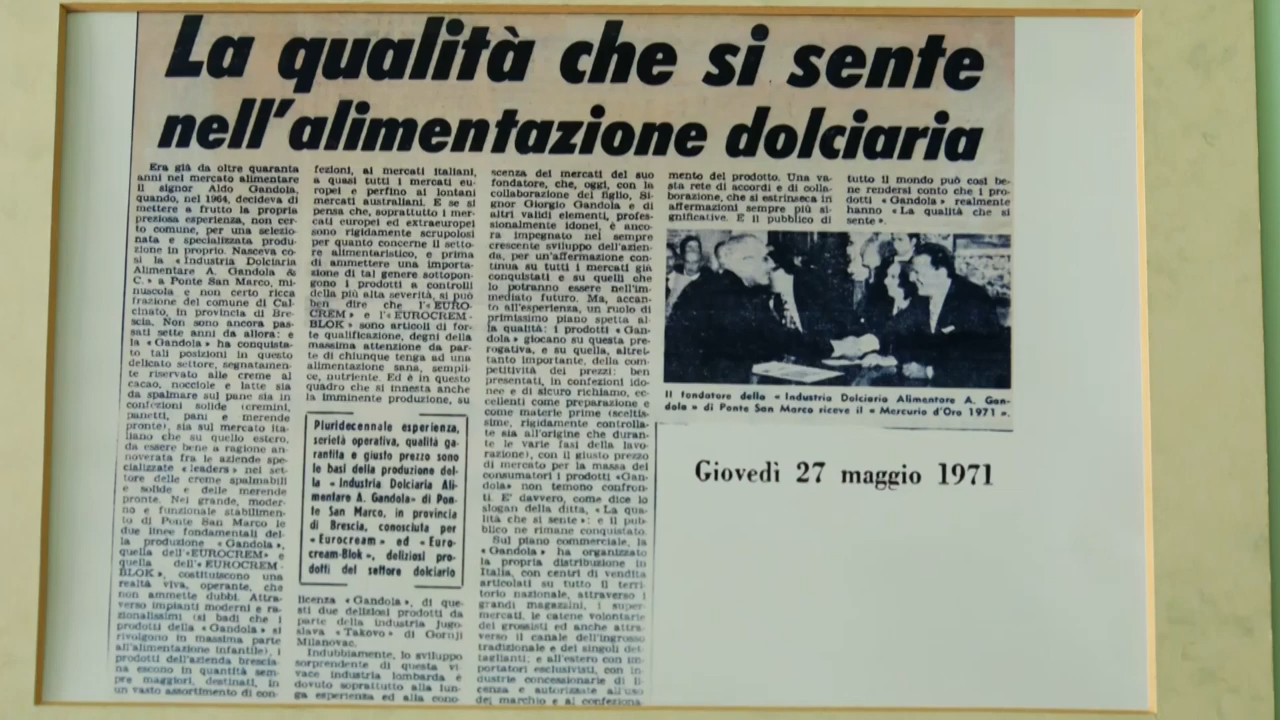 La qualità che si sente
nell'alimentazione dolciaria
Era già da oltre quaranta
anni nel mercato alimentare
il signor Aldo Gandola,
quando, nel 1964, decideva di
mettere a frutto la propria
preziosa esperienza, non cer-
to comune, per una selezio-
nata e specializzata produ-
zione in proprio. Nasceva co-
sì la «Industria Dolciaria
Alimentare A. Gandola &
C.» a Ponte San Marco, mi-
nuscola e non certo ricca
frazione del comune di Cal-
cinato, in provincia di Bre-
scia. Non sono ancora pas-
sati sette anni da allora: e
la «Gandola» ha conquista-
to tali posizioni in questo
delicato settore, segnatamen-
te riservato alle creme al
cacao, nocciole e latte sia
da spalmare sul pane sia in
confezioni solide (cremini,
panetti, pani e merende
pronte), sia sul mercato ita-
liano che su quello estero,
da essere bene a ragione an-
noverata fra le aziende spe-
cializzate «leaders» nel set-
tore delle creme spalmabili
e solide e delle merende
pronte. Nel grande, moder-
no e funzionale stabilimen-
to di Ponte San Marco le
due linee fondamentali del-
la produzione «Gandola»,
quella dell'«EUROCREM» e
quella dell'«EUROCREM-
BLOK», costituiscono una
realtà viva, operante, che
non ammette dubbi. Attra-
verso impianti moderni e ra-
zionalissimi (si badi che i
prodotti della «Gandola» si
rivolgono in massima parte
all'alimentazione infantile), i
prodotti dell'azienda brescia-
na escono in quantità sem-
pre maggiori, destinati, in
un vasto assortimento di con-
fezioni, ai mercati italiani,
a quasi tutti i mercati eu-
ropei e perfino ai lontani
mercati australiani. E se si
pensa che, soprattutto i mer-
cati europei ed extraeuropei
sono rigidamente scrupolosi
per quanto concerne il setto-
re alimentaristico, e prima
di ammettere una importa-
zione di tal genere sottopon-
gono i prodotti a controlli
della più alta severità, si può
ben dire che l'«EURO-
CREM» e l'«EUROCREM-
BLOK» sono articoli di for-
te qualificazione, degni della
massima attenzione da par-
te di chiunque tenga ad una
alimentazione sana, sempli-
ce, nutriente. Ed è in questo
quadro che si innesta anche
la imminente produzione, su
Pluridecennale esperienza,
serietà operativa, qualità ga-
rantita e giusto prezzo sono
le basi della produzione del-
la «Industria Dolciaria Ali-
mentare A. Gandola» di Pon-
te San Marco, in provincia
di Brescia, conosciuta per
«Eurocream» ed «Euro-
cream-Blok», deliziosi pro-
dotti del settore dolciario
licenza «Gandola», di que-
sti due deliziosi prodotti da
parte della industria jugo-
slava «Takovo» di Gornji
Milanovac.
Indubbiamente, lo sviluppo
sorprendente di questa vi-
vace industria lombarda è
dovuto soprattutto alla lun-
ga esperienza ed alla cono-
scenza dei mercati del suo
fondatore, che, oggi, con la
collaborazione del figlio, Si-
gnor Giorgio Gandola e di
altri validi elementi, profes-
sionalmente idonei, è anco-
ra impegnato nel sempre
crescente sviluppo dell'azien-
da, per un'affermazione con-
tinua su tutti i mercati già
conquistati e su quelli che
lo potranno essere nell'im-
mediato futuro. Ma, accan-
to all'esperienza, un ruolo di
primissimo piano spetta al-
la qualità: i prodotti «Gan-
dola» giocano su questa pre-
rogativa, e su quella, altret-
tanto importante, della com-
petitività dei prezzi: ben
presentati, in confezioni ido-
nee e di sicuro richiamo, ec-
cellenti come preparazione e
come materie prime (sceltis-
sime, rigidamente controlla-
te sia all'origine che duran-
te le varie fasi della lavo-
razione), con il giusto prezzo
di mercato per la massa dei
consumatori i prodotti «Gan-
dola» non temono confron-
ti. E' davvero, come dice lo
slogan della ditta, «La qua-
lità che si sente»: e il pub-
blico ne rimane conquistato.
Sul piano commerciale, la
«Gandola» ha organizzato
la propria distribuzione in
Italia, con centri di vendita
articolati su tutto il terri-
torio nazionale, attraverso i
grandi magazzini, i super-
mercati, le catene volontarie
dei grossisti ed anche attra-
verso il canale dell'ingrosso
tradizionale e dei singoli det-
taglianti; e all'estero con im-
portatori esclusivisti, con in-
dustrie concessionarie di li-
cenza e autorizzate all'uso
del marchio e al confeziona-
mento del prodotto. Una va-
sta rete di accordi e di colla-
borazione, che si estrinseca in
affermazioni sempre più si-
gnificative. E il pubblico di
tutto il mondo può così be-
ne rendersi conto che i pro-
dotti «Gandola» realmente
hanno «La qualità che si
sente».
Il fondatore della «Industria Dolciaria Alimentare A. Gan-
dola» di Ponte San Marco riceve il «Mercurio d'Oro 1971».
Giovedì 27 maggio 1971